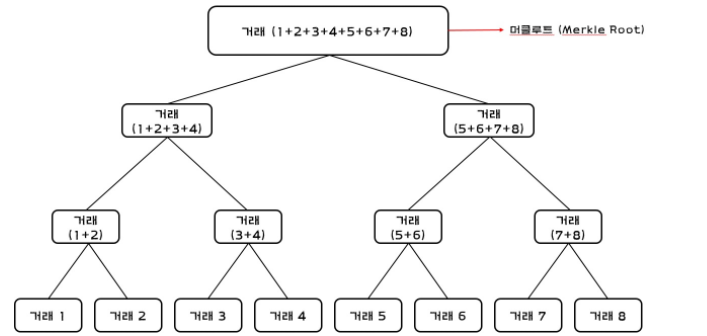 거래 (1+2+3+4+5+6+7+8)
머클루트 (Merkle Root)
거래
(1+2+3+4)
거래
(5+6+7+8)
거래
(1+2)
거래
(3+4)
거래
(5+6)
거래
(7+8)
거래 1
거래 2
거래 3
거래 4
거래 5
거래 6
거래 7
거래 8